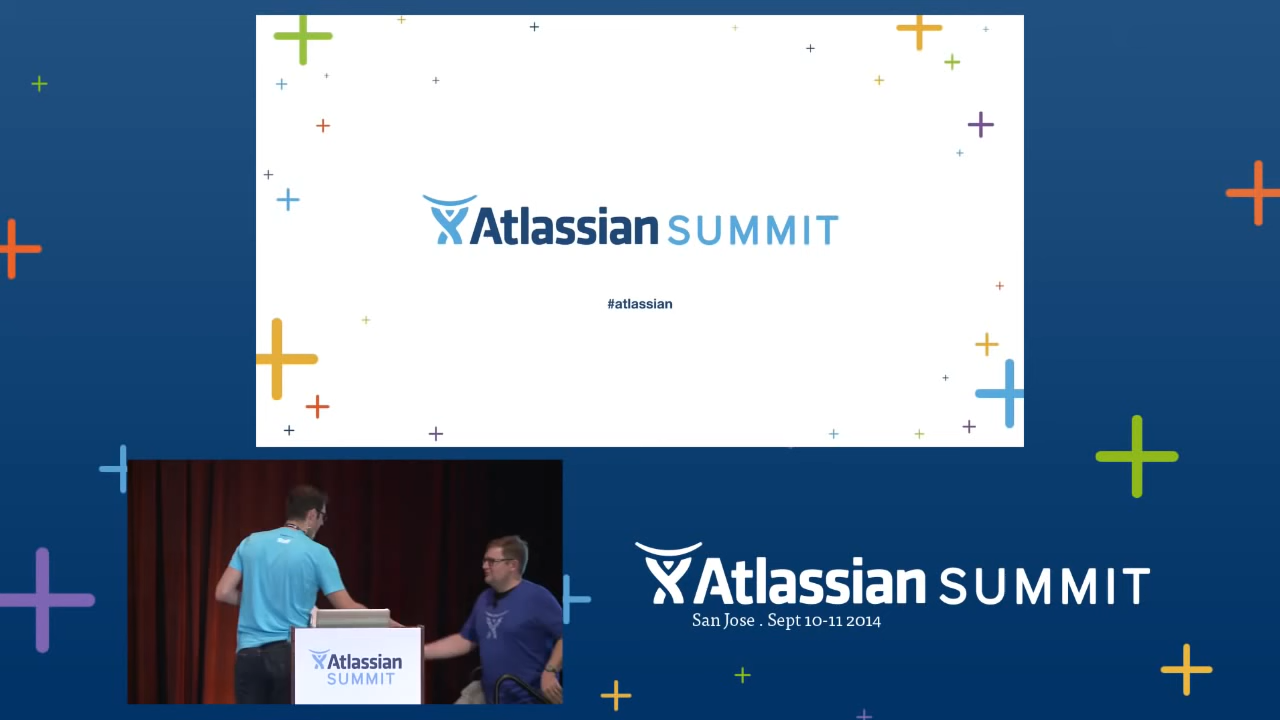 Atlassian SUMMIT
#atlassian
Atlassian SUMMIT
San Jose . Sept 10-11 2014
Atlassian
SUMMIT